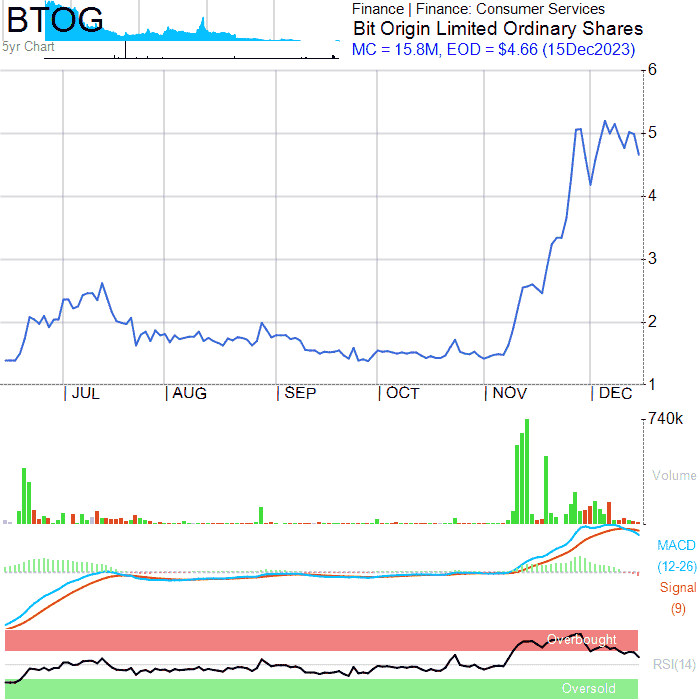 BTOG
5yr Chart
Finance | Finance: Consumer Services
Bit Origin Limited Ordinary Shares
MC = 15.8M, EOD = $4.66 (15Dec2023)
6
5
4
3
2
1
JUL AUG SEP OCT NOV DEC
740k
Volume
MACD
(12-26)
Signal
(9)
Overbought
RSI(14)
Oversold